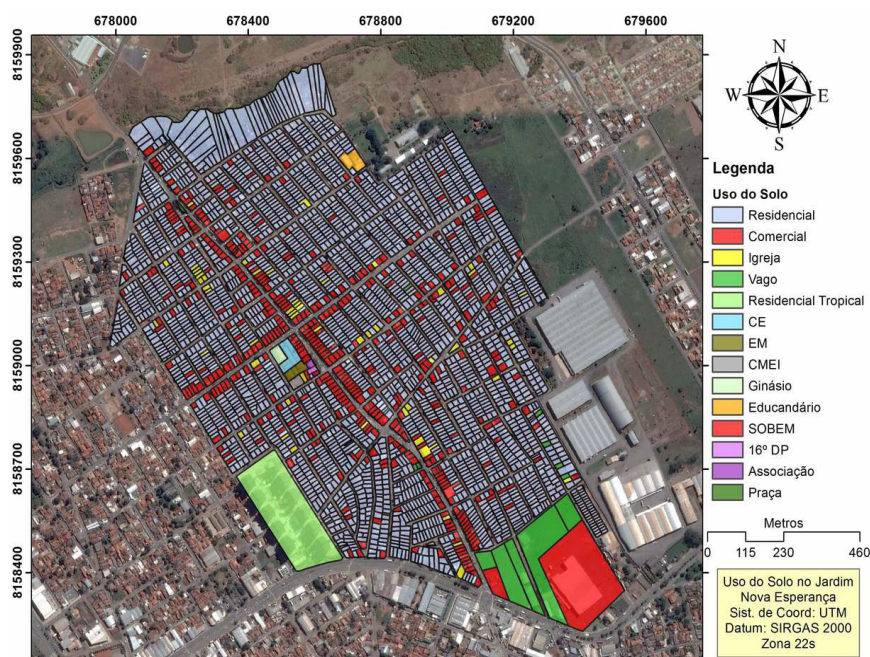 678000 678400 678800 679200 679600
8159900
8159600
8159300
8159000
8158700
8158400
N
W E
S
Legenda
Uso do Solo
Residencial
Comercial
Igreja
Vago
Residencial Tropical
CE
EM
CMEI
Ginásio
Educandário
SOBEM
16º DP
Associação
Praça
Metros
0 115 230 460
Uso do Solo no Jardim
Nova Esperança
Sist. de Coord: UTM
Datum: SIRGAS 2000
Zona 22s